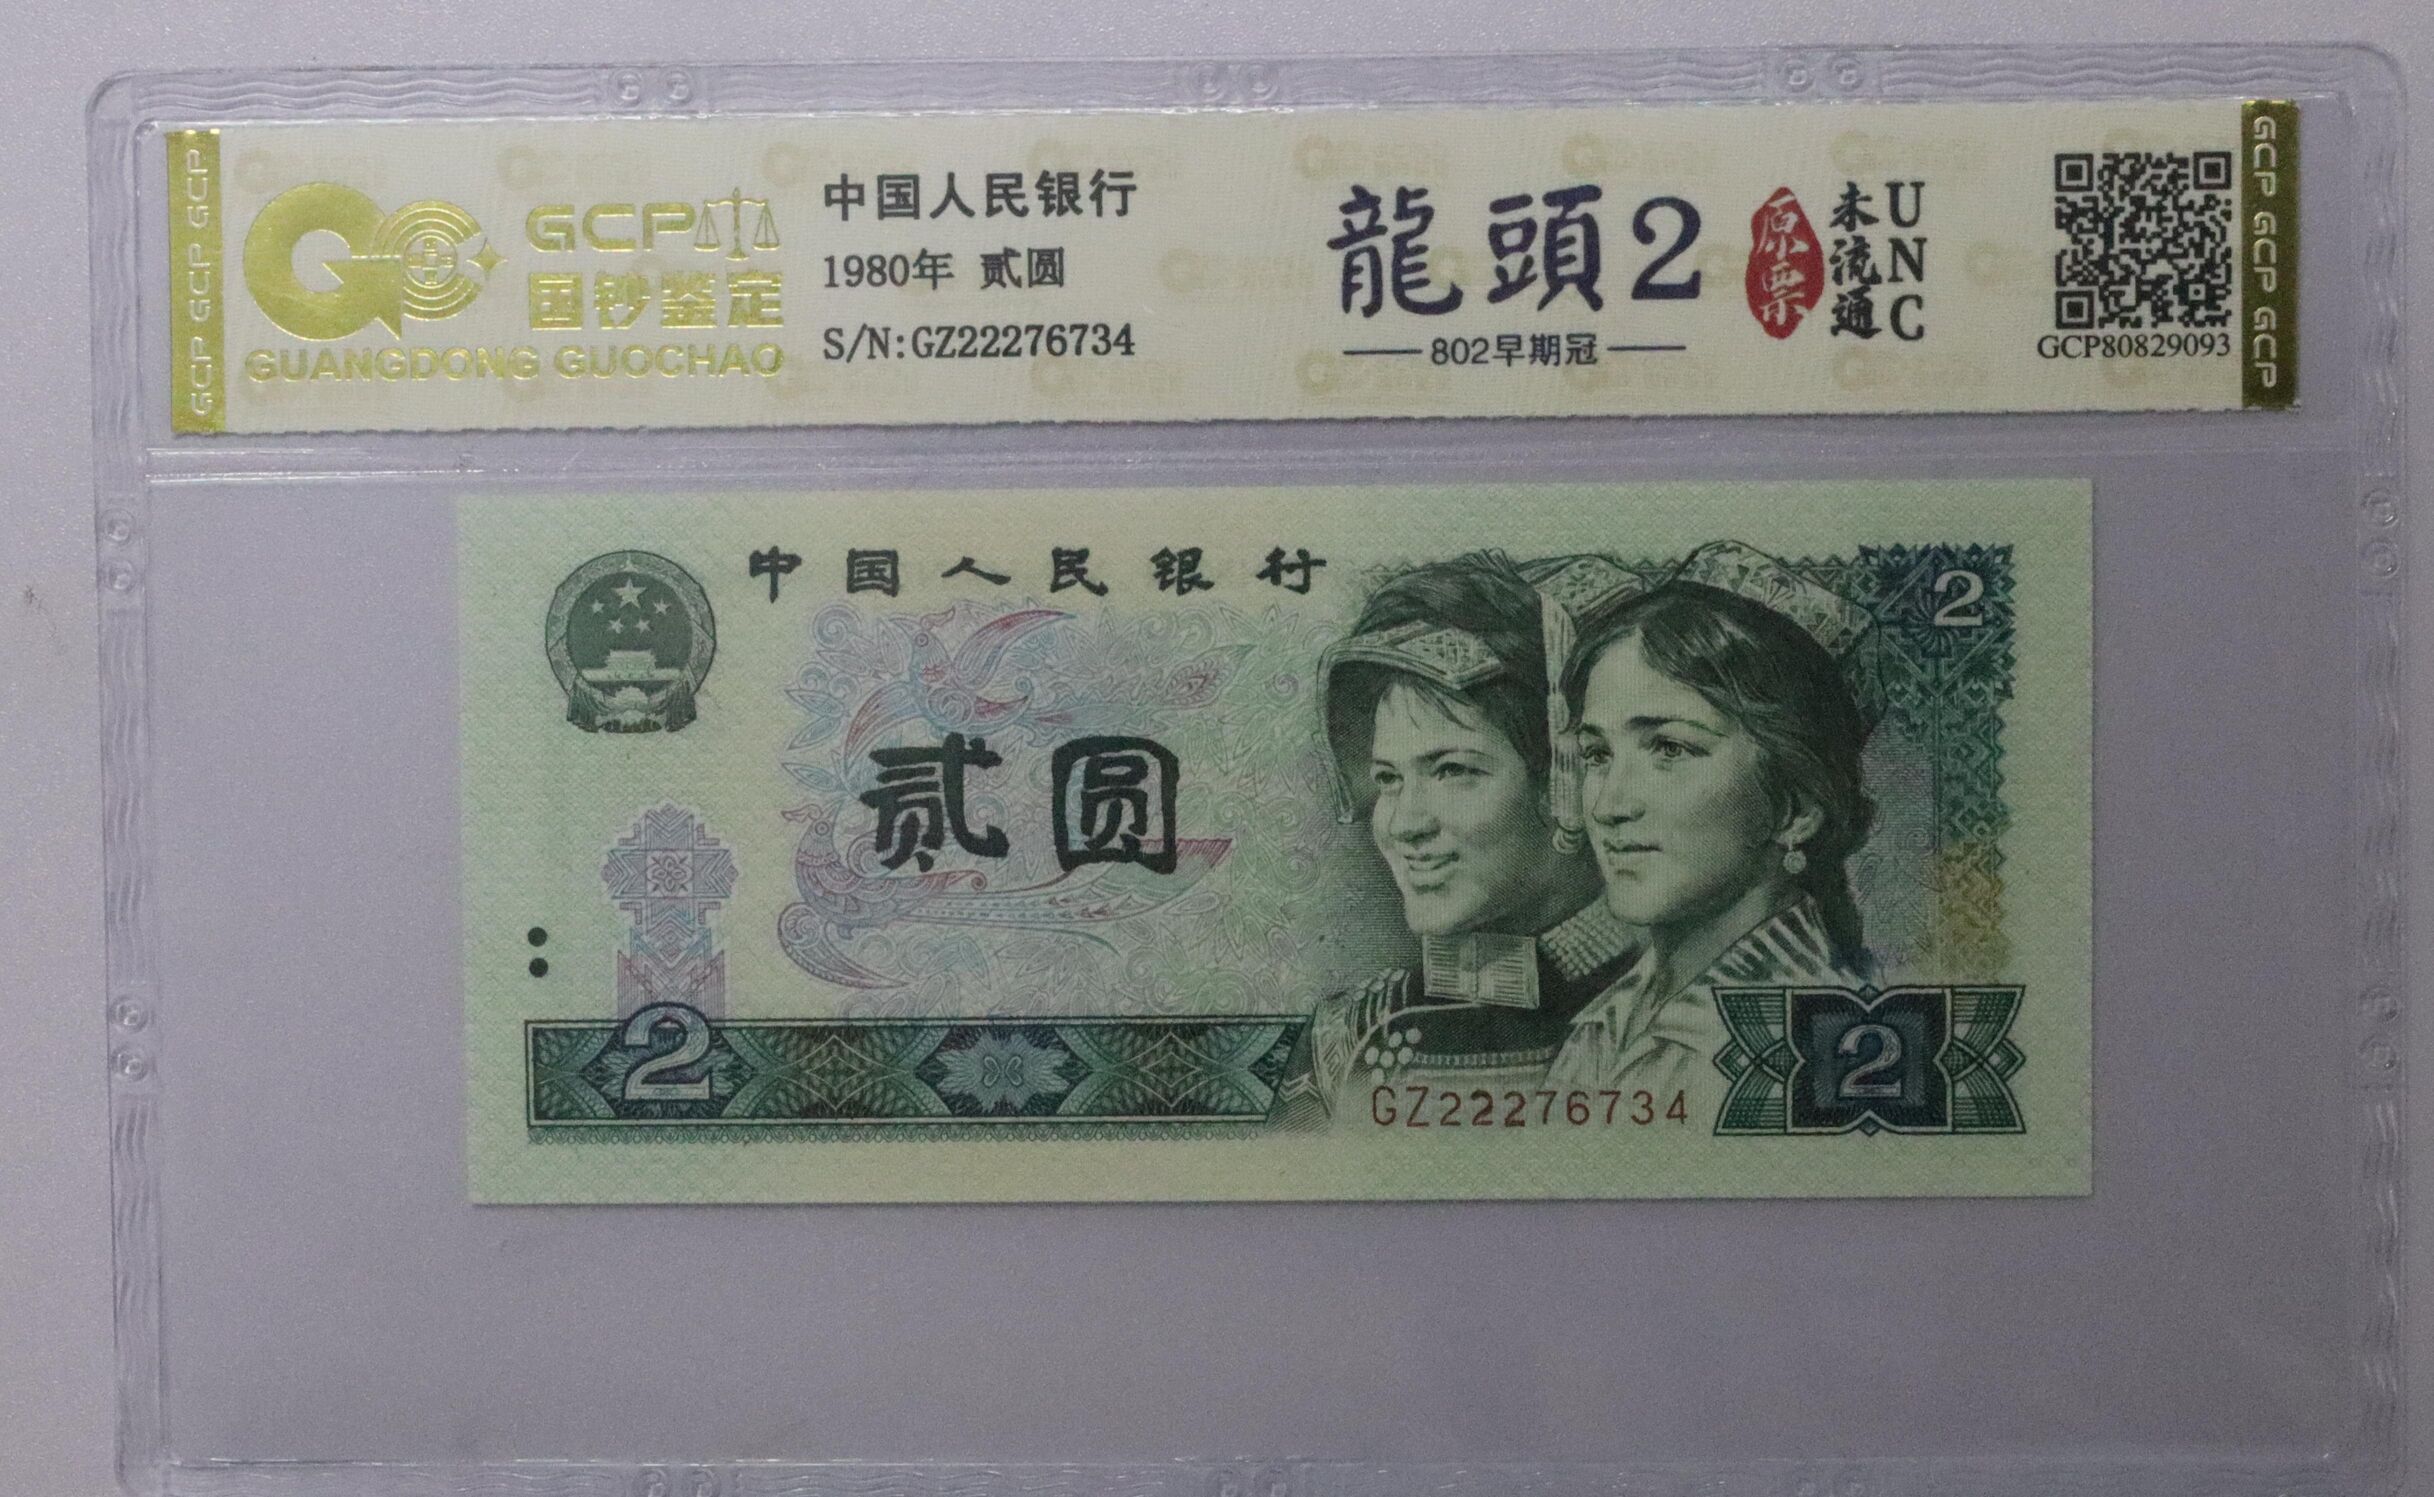 GCP GCP GCP
GCP
国钞鉴定
GUANGDONG GUOCHAO
中国人民银行
1980年 贰圆
S/N:GZ22276734
龍頭2
802早期冠
原票
未流通
UNC
GCP80829093
GCP GCP GCP
中国人民银行
2
贰圆
2
GZ22276734
2